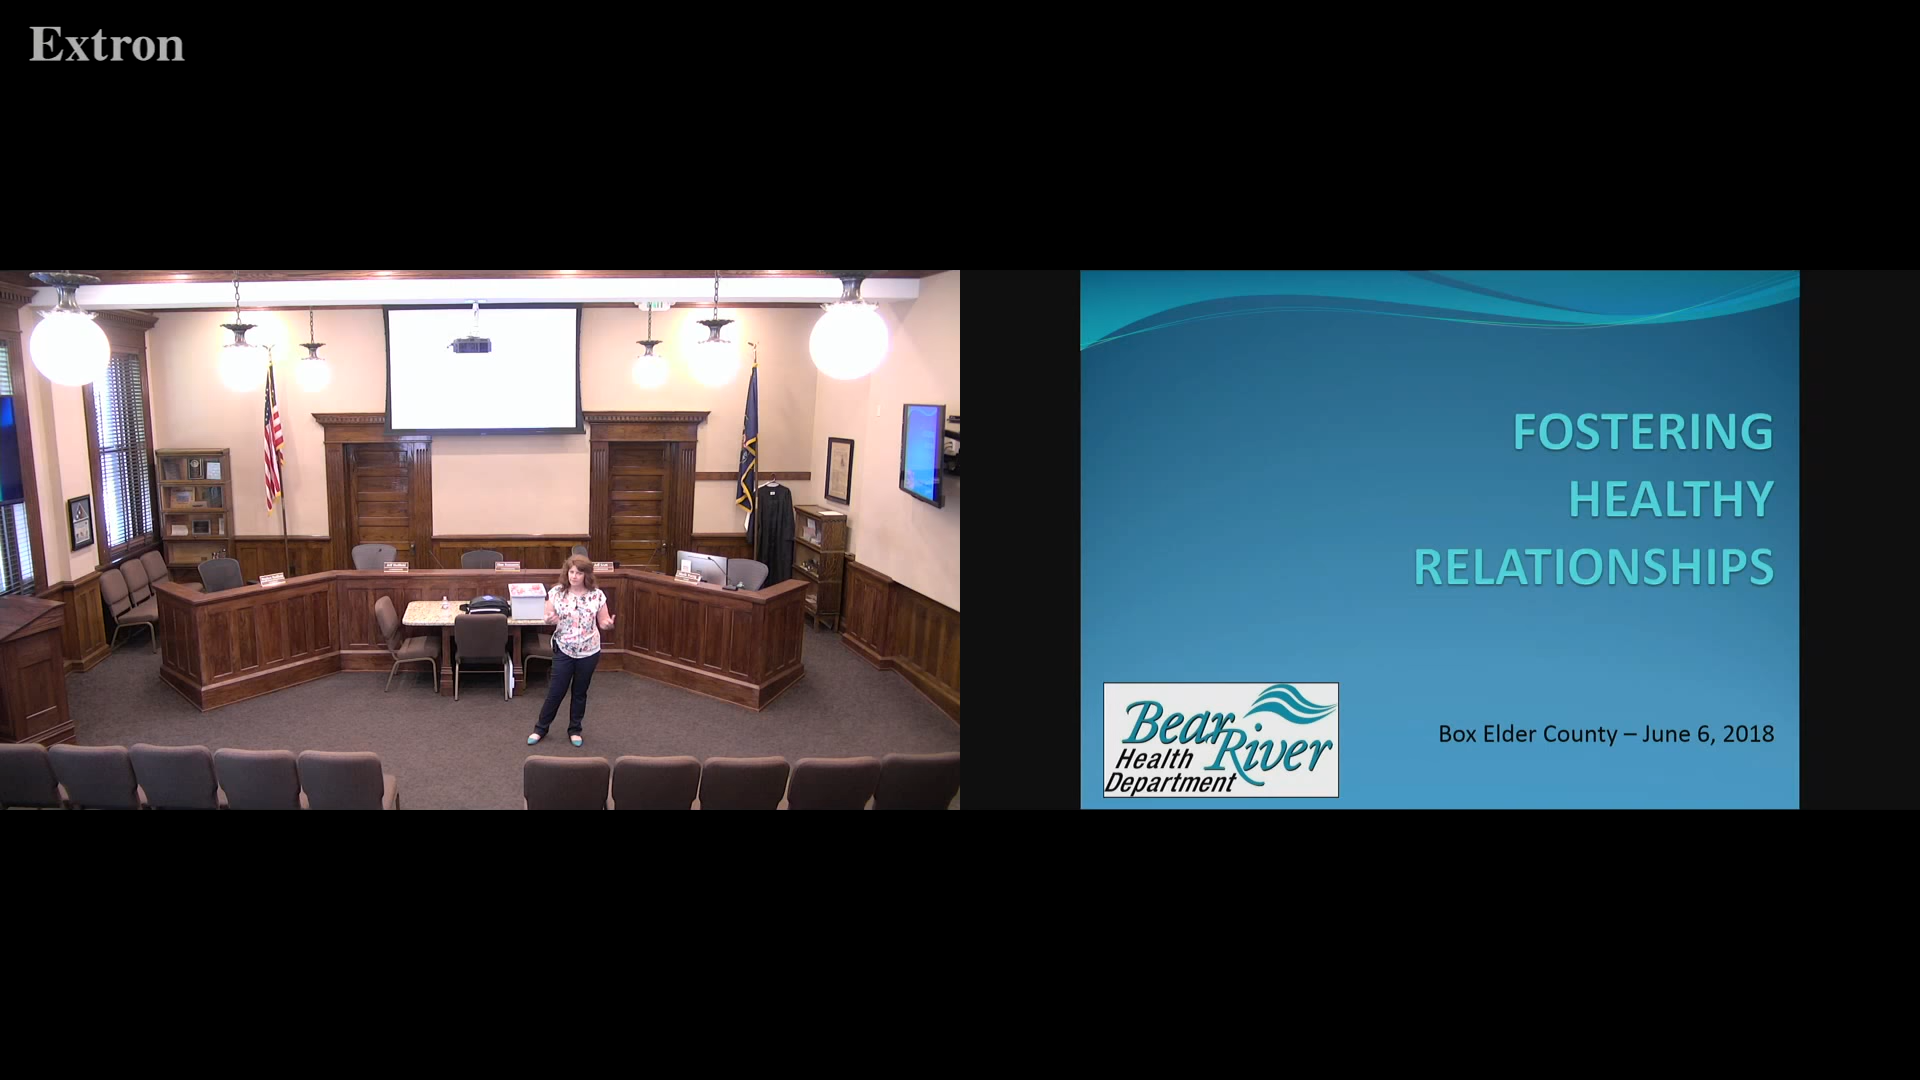 Extron
FOSTERING
HEALTHY
RELATIONSHIPS
Bear River
Health
Department
Box Elder County – June 6, 2018